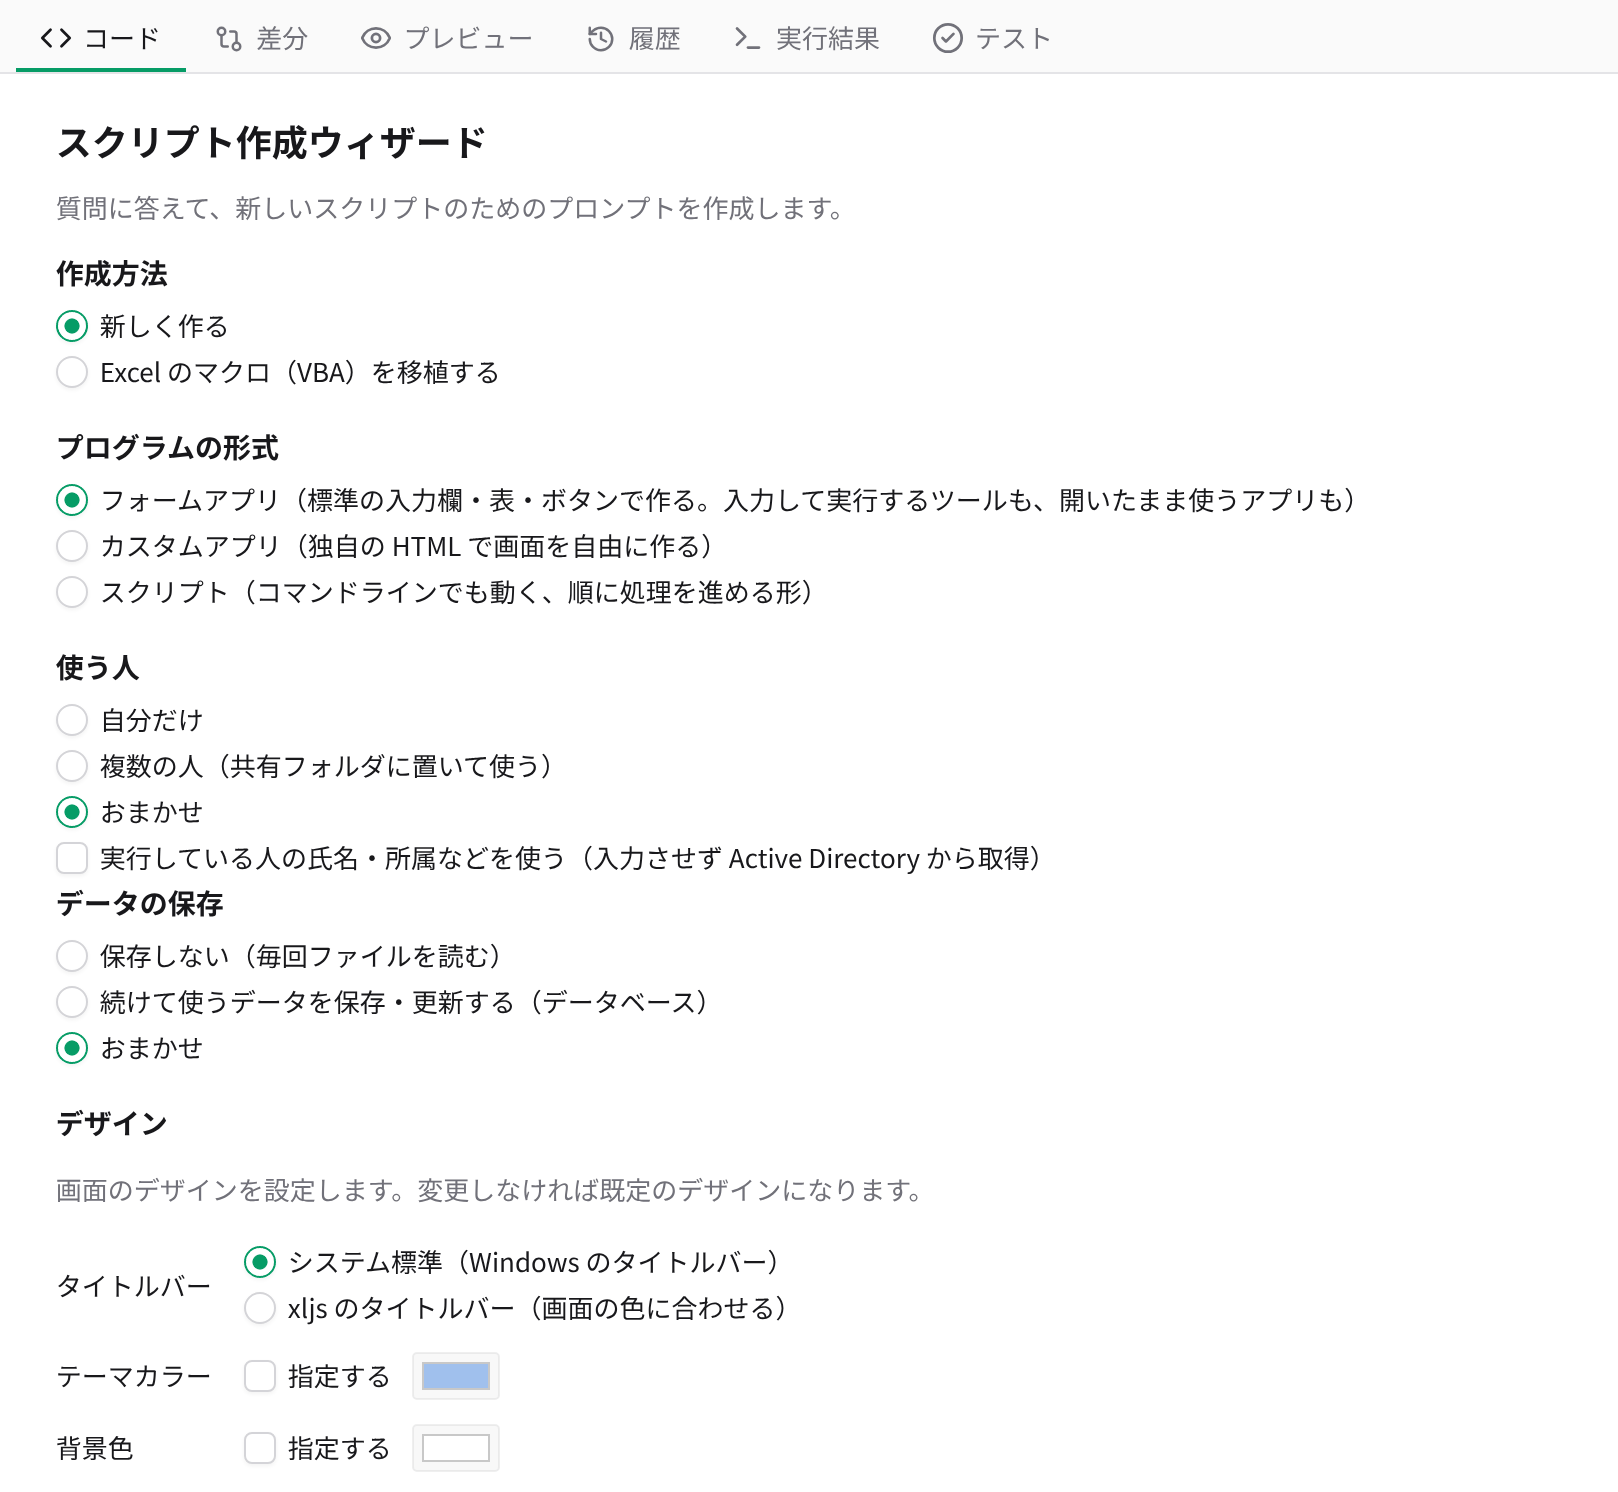 コード 差分 プレビュー 履歴 実行結果 テスト
スクリプト作成ウィザード
質問に答えて、新しいスクリプトのためのプロンプトを作成します。
作成方法
新しく作る
Excel のマクロ（VBA）を移植する
プログラムの形式
フォームアプリ（標準の入力欄・表・ボタンで作る。入力して実行するツールも、開いたまま使うアプリも）
カスタムアプリ（独自の HTML で画面を自由に作る）
スクリプト（コマンドラインでも動く、順に処理を進める形）
使う人
自分だけ
複数の人（共有フォルダに置いて使う）
おまかせ
実行している人の氏名・所属などを使う（入力させず Active Directory から取得）
データの保存
保存しない（毎回ファイルを読む）
続けて使うデータを保存・更新する（データベース）
おまかせ
デザイン
画面のデザインを設定します。変更しなければ既定のデザインになります。
タイトルバー
システム標準（Windows のタイトルバー）
xljs のタイトルバー（画面の色に合わせる）
テーマカラー 指定する
背景色 指定する